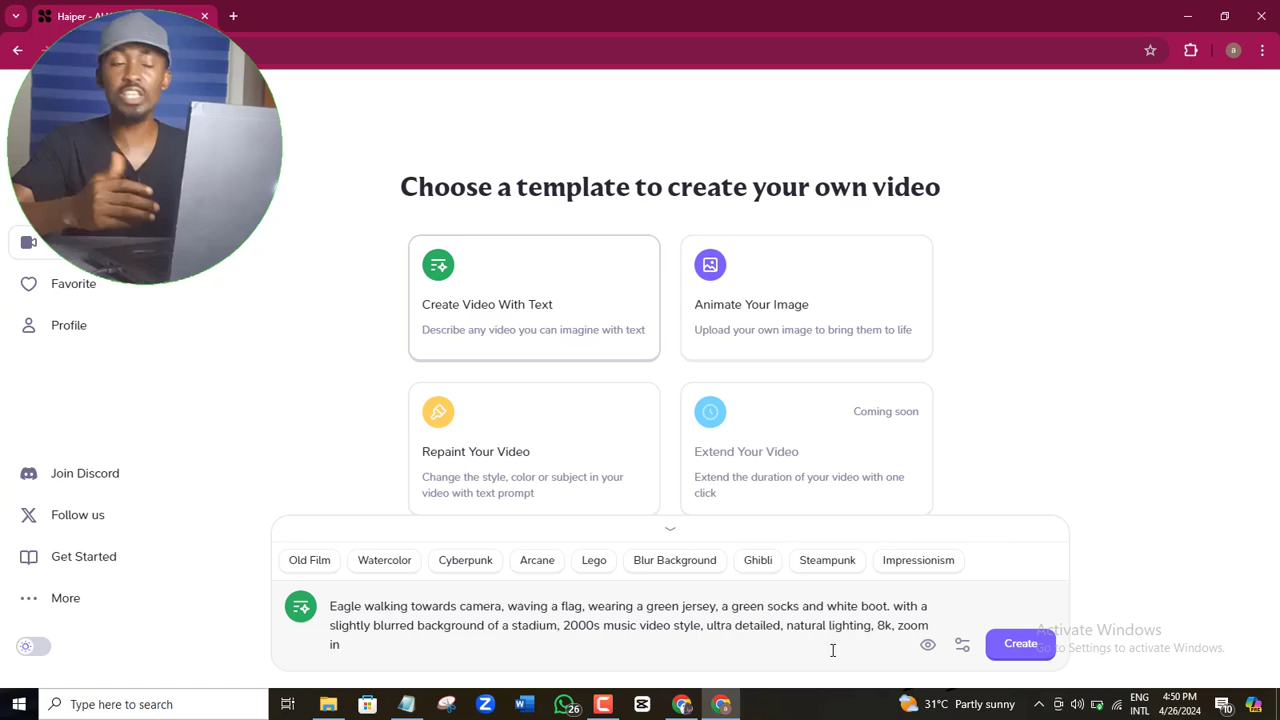 Haiper - A
a
Choose a template to create your own video
Create Video With Text
Describe any video you can imagine with text
Animate Your Image
Upload your own image to bring them to life
Favorite
Profile
Repaint Your Video
Change the style, color or subject in your
video with text prompt
Coming soon
Extend Your Video
Extend the duration of your video with one
click
Join Discord
Follow us
Get Started
More
Old Film
Watercolor
Cyberpunk
Arcane
Lego
Blur Background
Ghibli
Steampunk
Impressionism
Eagle walking towards camera, waving a flag, wearing a green jersey, a green socks and white boot. with a
slightly blurred background of a stadium, 2000s music video style, ultra detailed, natural lighting, 8k, zoom
in
Create
Activate Windows
Go to Settings to activate Windows.
Type here to search
26
31°C Partly sunny
ENG
INTL
4:50 PM
4/26/2024
10